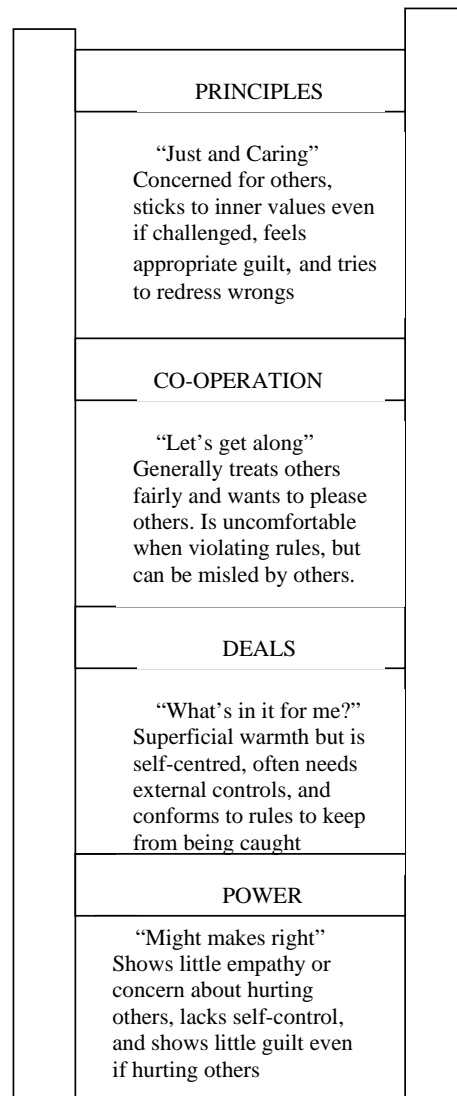 PRINCIPLES
“Just and Caring”
Concerned for others,
sticks to inner values even
if challenged, feels
appropriate guilt, and tries
to redress wrongs
CO-OPERATION
“Let’s get along”
Generally treats others
fairly and wants to please
others. Is uncomfortable
when violating rules, but
can be misled by others.
DEALS
“What’s in it for me?”
Superficial warmth but is
self-centred, often needs
external controls, and
conforms to rules to keep
from being caught
POWER
“Might makes right”
Shows little empathy or
concern about hurting
others, lacks self-control,
and shows little guilt even
if hurting others